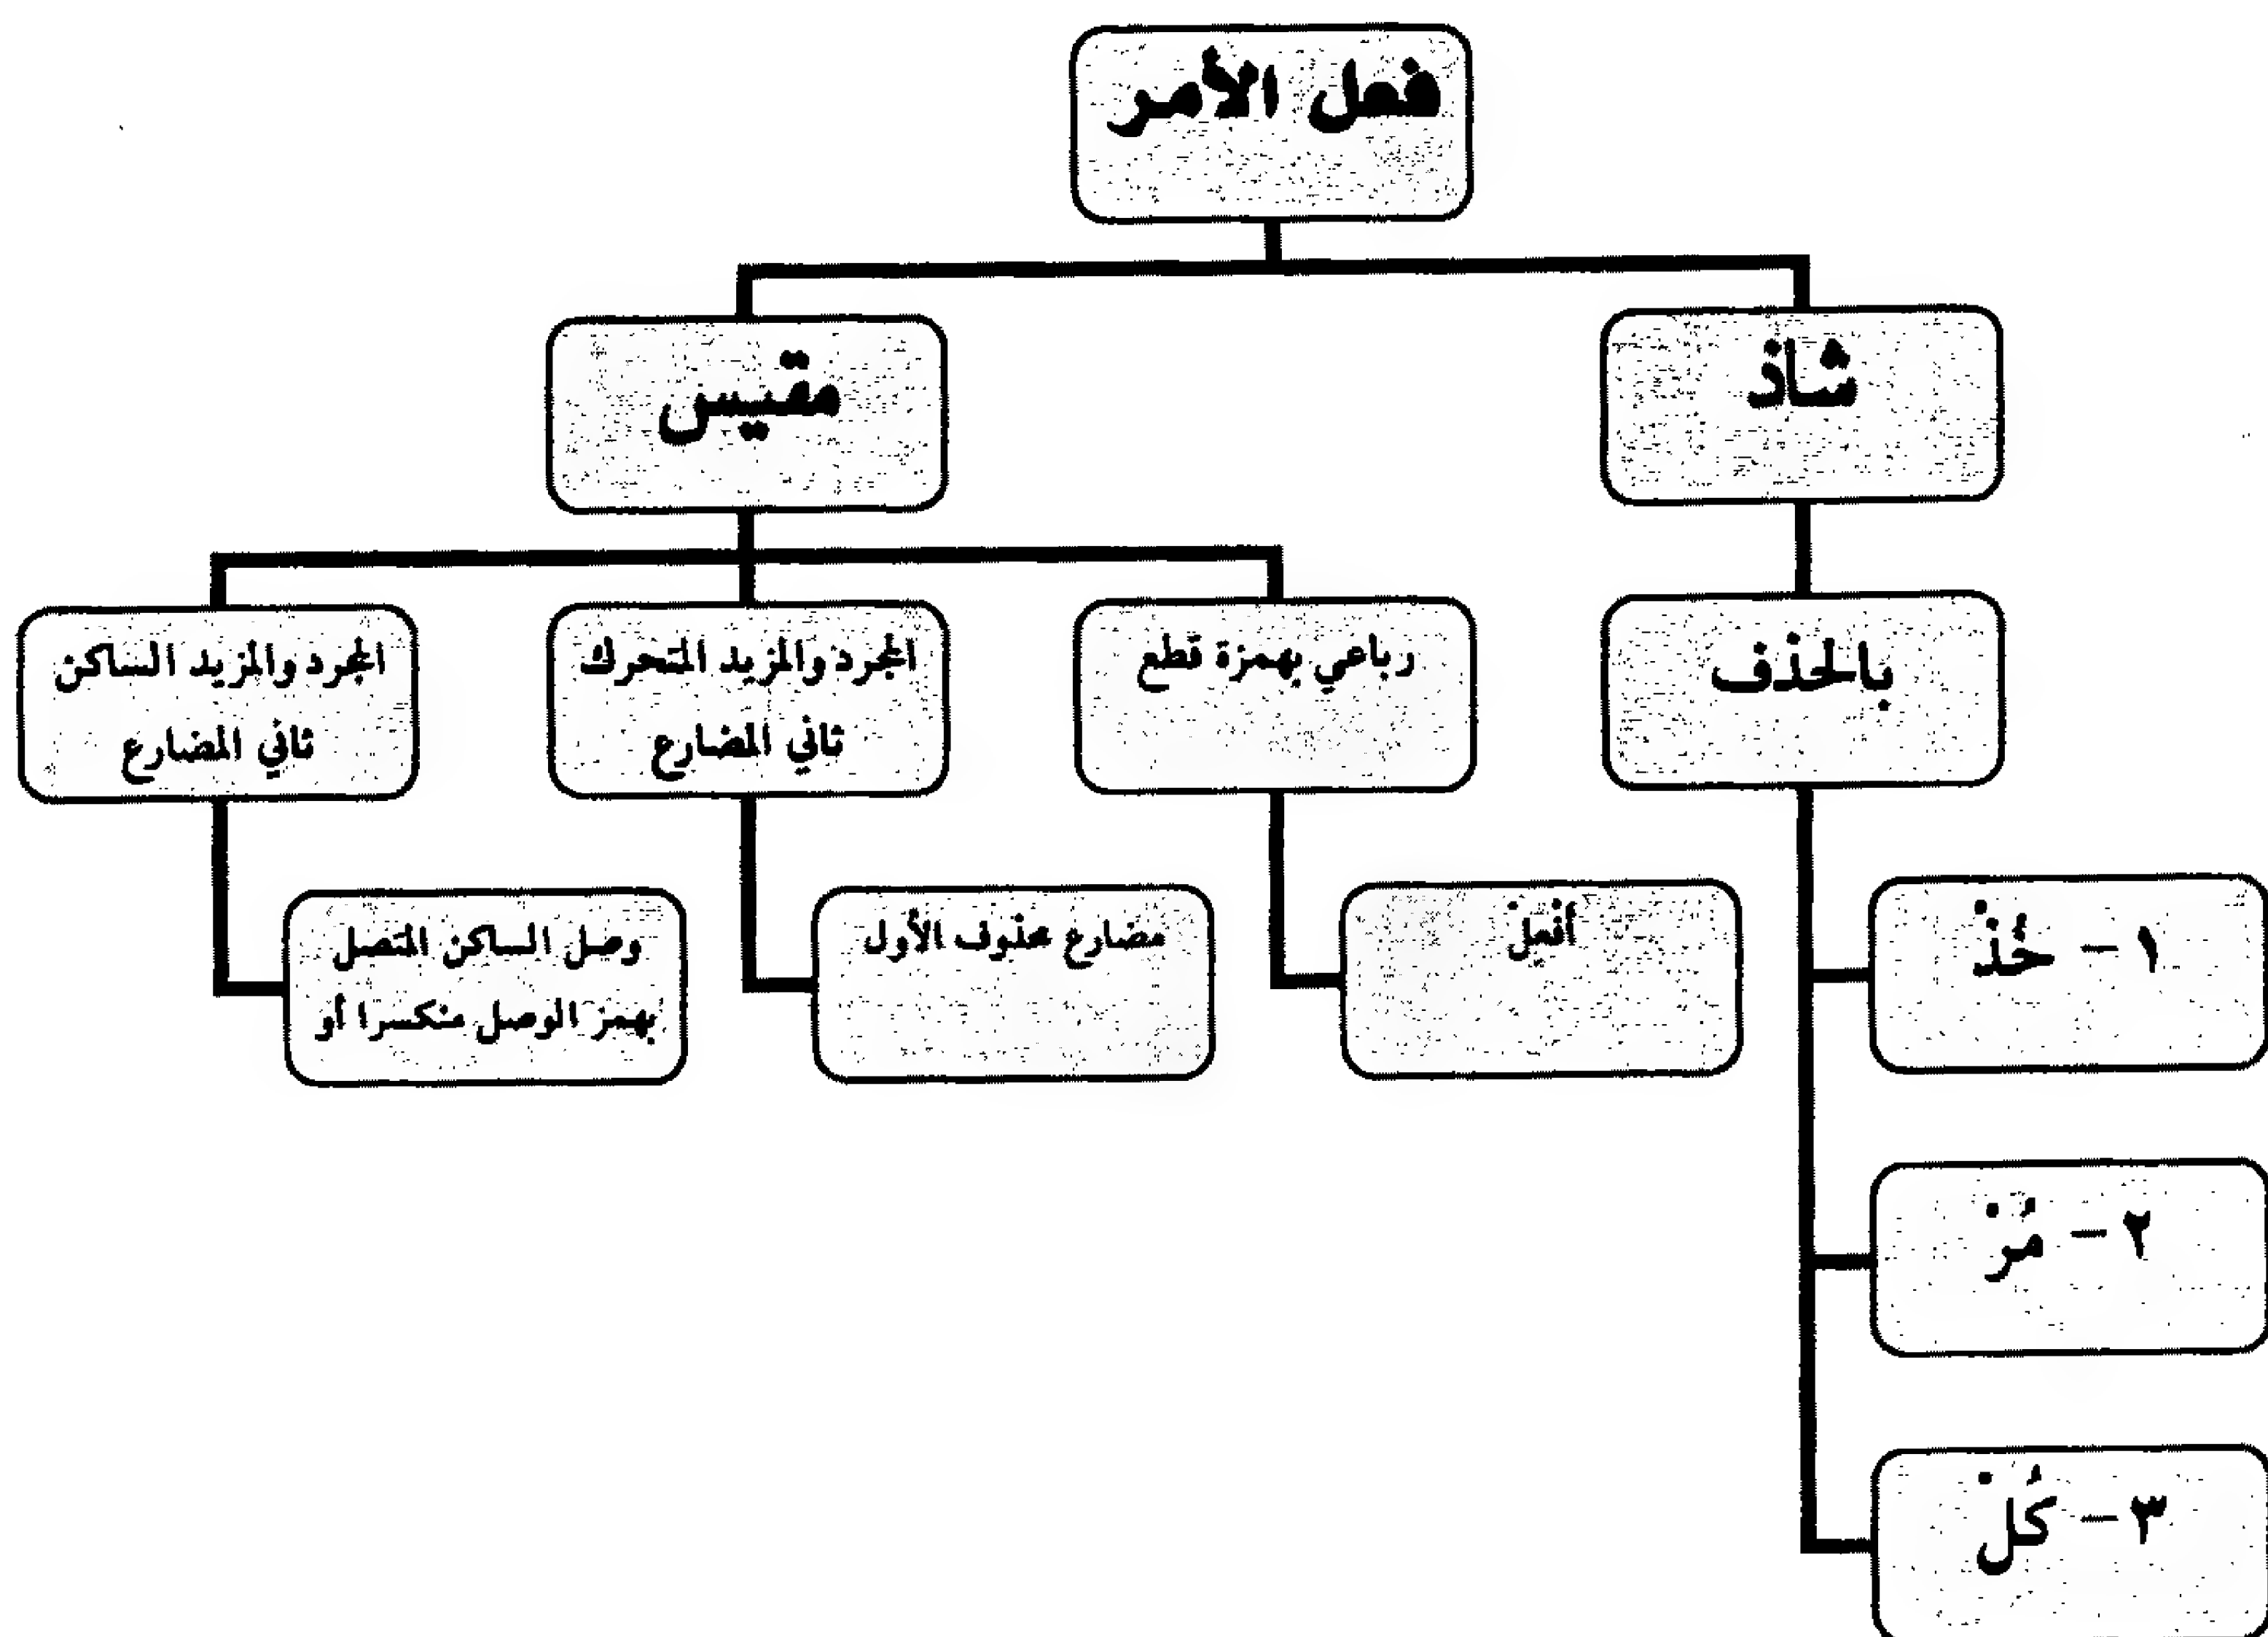 فعل الأمر
شاذ
مقيس
بالحذف
رباعي بهمزة قطع
المجرد والمزيد المتحرك
ثاني المضارع
المجرد والمزيد الساكن
ثاني المضارع
١ - خُذْ
أَفْعِلْ
مضارع محذوف الأول
وصل الساكن المتصل
بهمز الوصل منكسرا أو
٢ - مُرْ
٣ - كُلْ